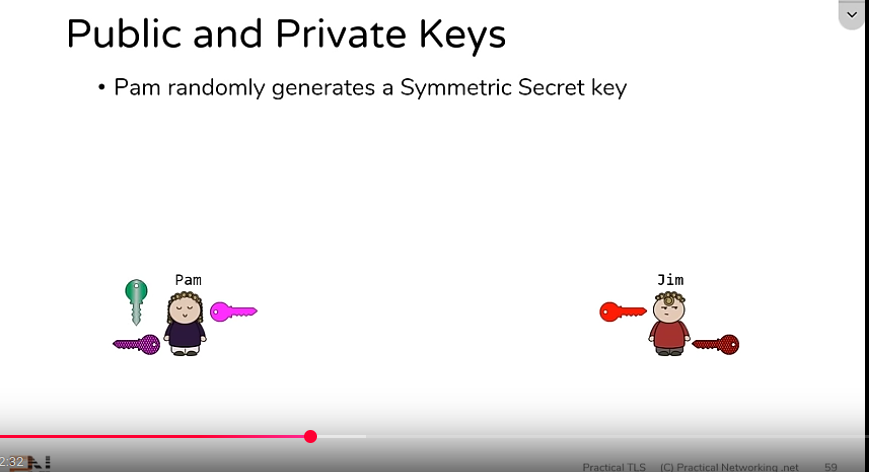 Public and Private Keys
• Pam randomly generates a Symmetric Secret key
Pam
Jim
2:32
Practical TLS (C) Practical Networking .net 59